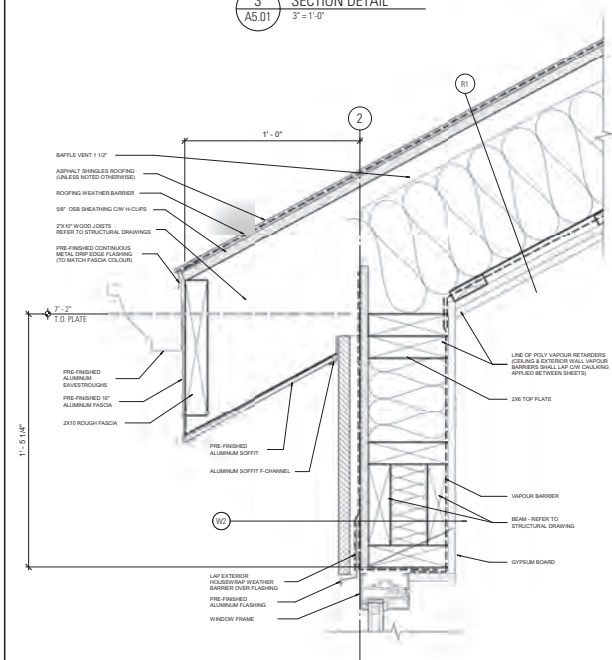 3
SECTION DETAIL
A5.01
3" = 1'-0"
R1
2
1' - 0"
BAFFLE VENT 1 1/2"
ASPHALT SHINGLES ROOFING
(UNLESS NOTED OTHERWISE)
ROOFING WEATHER BARRIER
5/8" OSB SHEATHING C/W H-CLIPS
2"X10" WOOD JOISTS
REFER TO STRUCTURAL DRAWINGS
PRE-FINISHED CONTINUOUS
METAL DRIP EDGE FLASHING
(TO MATCH FASCIA COLOUR)
7' - 2"
T.O. PLATE
PRE-FINISHED
ALUMINUM
EAVESTROUGHS
PRE-FINISHED 10"
ALUMINUM FASCIA
2X10 ROUGH FASCIA
1' - 5 1/4"
PRE-FINISHED
ALUMINUM SOFFIT
ALUMINUM SOFFIT F-CHANNEL
LINE OF POLY VAPOUR RETARDERS
(CEILING & EXTERIOR WALL VAPOUR
BARRIERS SHALL LAP C/W CAULKING
APPLIED BETWEEN SHEETS)
2X6 TOP PLATE
VAPOUR BARRIER
BEAM - REFER TO
STRUCTURAL DRAWING
GYPSUM BOARD
W2
LAP EXTERIOR
HOUSEWRAP WEATHER
BARRIER OVER FLASHING
PRE-FINISHED
ALUMINUM FLASHING
WINDOW FRAME